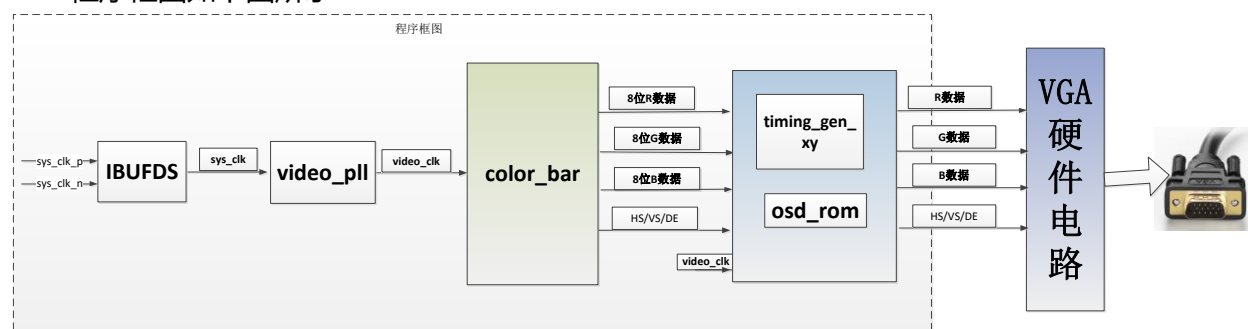 程序框图
sys_clk_p
sys_clk_n
IBUFDS
sys_clk
video_pll
video_clk
color_bar
8位R数据
8位G数据
8位B数据
HS/VS/DE
video_clk
timing_gen_
xy
osd_rom
R数据
G数据
B数据
HS/VS/DE
VGA
硬
件
电
路